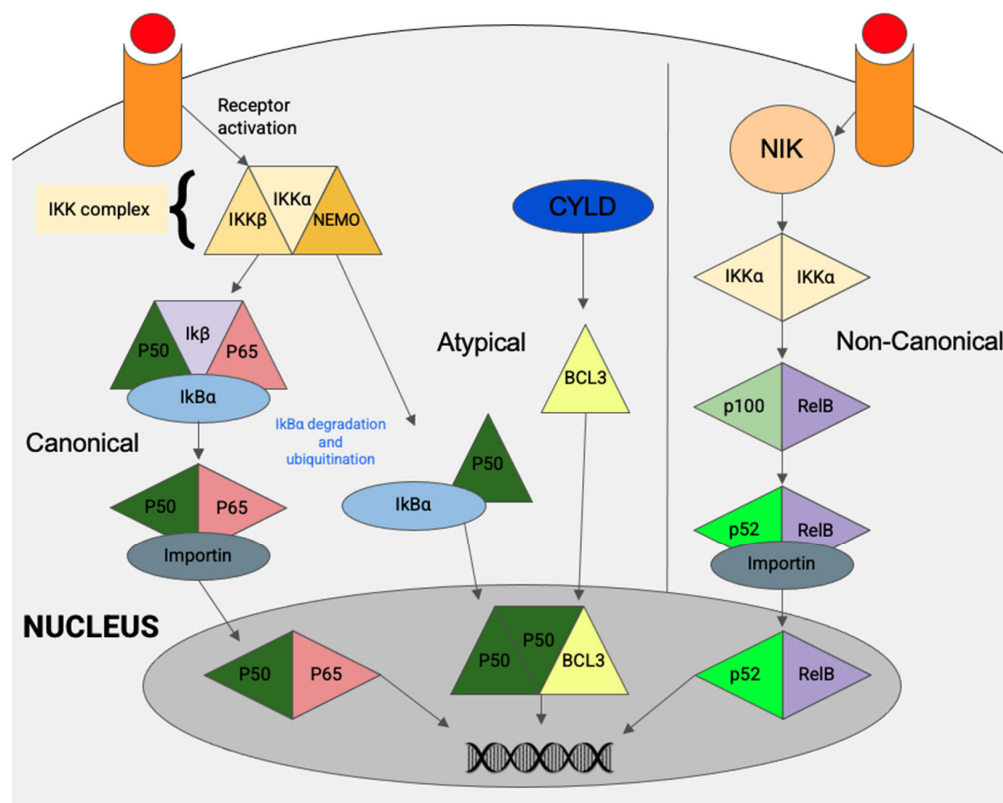 Receptor
activation
NIK
IKK complex
IKKβ
IKKα
NEMO
CYLD
IKKα
IKKα
P50
Ikβ
P65
IkBα
Atypical
Non-Canonical
BCL3
p100
RelB
Canonical
IkBα degradation
and
ubiquitination
P50
P65
Importin
P50
IkBα
p52
RelB
Importin
NUCLEUS
P50
P65
P50
P50
BCL3
p52
RelB